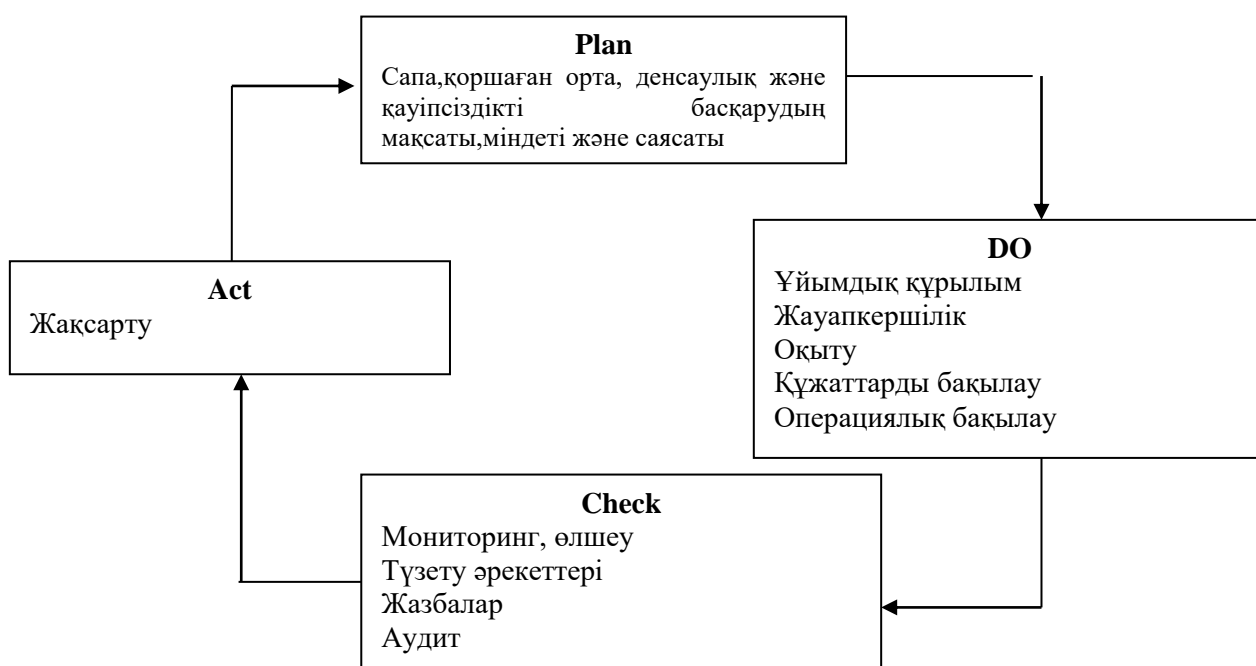 Plan
Сапа,қоршаған орта, денсаулық және
қауіпсіздікті басқарудың
мақсаты,міндеті және саясаты
DO
Ұйымдық құрылым
Жауапкершілік
Оқыту
Құжаттарды бақылау
Операциялық бақылау
Act
Жақсарту
Check
Мониторинг, өлшеу
Түзету әрекеттері
Жазбалар
Аудит